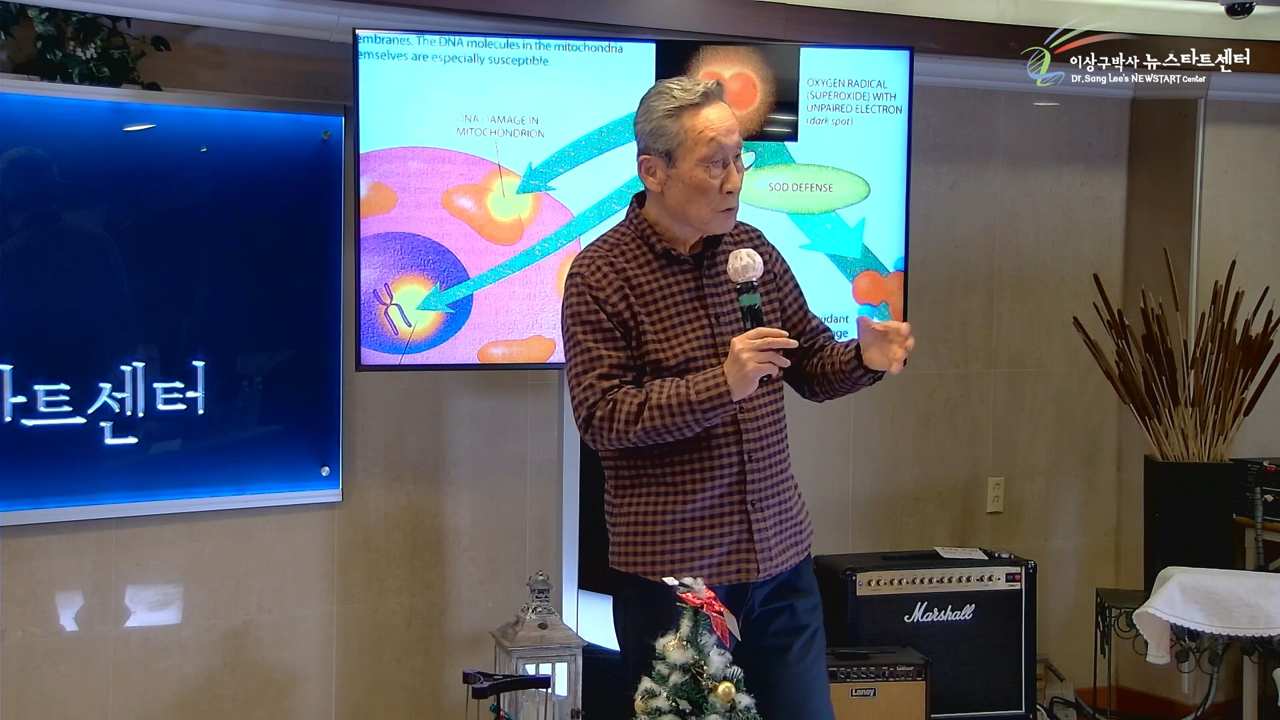 이상구박사 뉴스타트센터
Dr. Sang Lee's NEWSTART Center
embranes. The DNA molecules in the mitochondria
emselves are especially susceptible
DNA DAMAGE IN
MITOCHONDRION
OXYGEN RADICAL
(SUPEROXIDE) WITH
UNPAIRED ELECTRON
(dark spot)
SOD DEFENSE
타트센터
Marshall
Laney